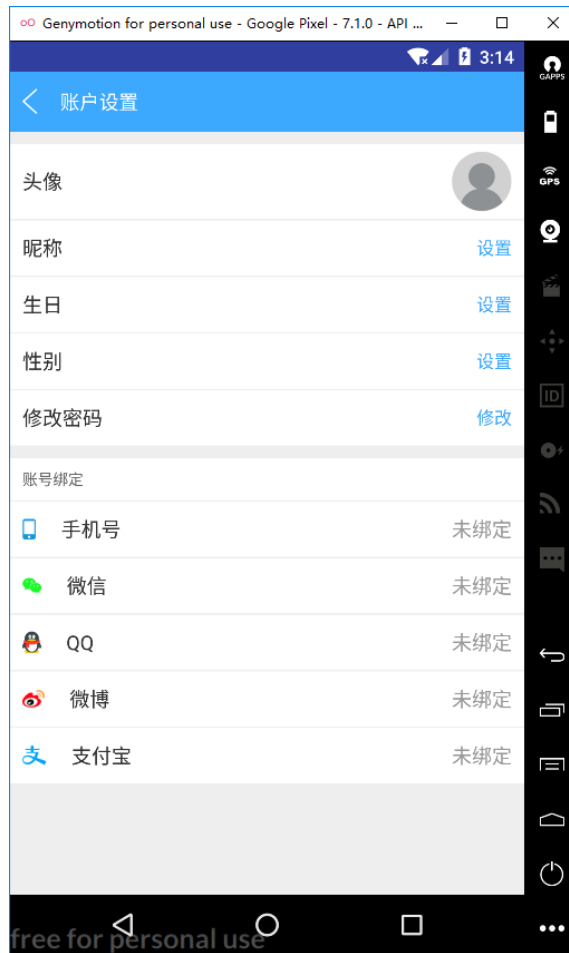 Genymotion for personal use - Google Pixel - 7.1.0 - API ...
3:14
GAPPS
账户设置
头像
GPS
昵称 设置
生日 设置
性别 设置
ID
修改密码 修改
账号绑定
手机号 未绑定
微信 未绑定
QQ 未绑定
微博 未绑定
支 支付宝 未绑定
free for personal use